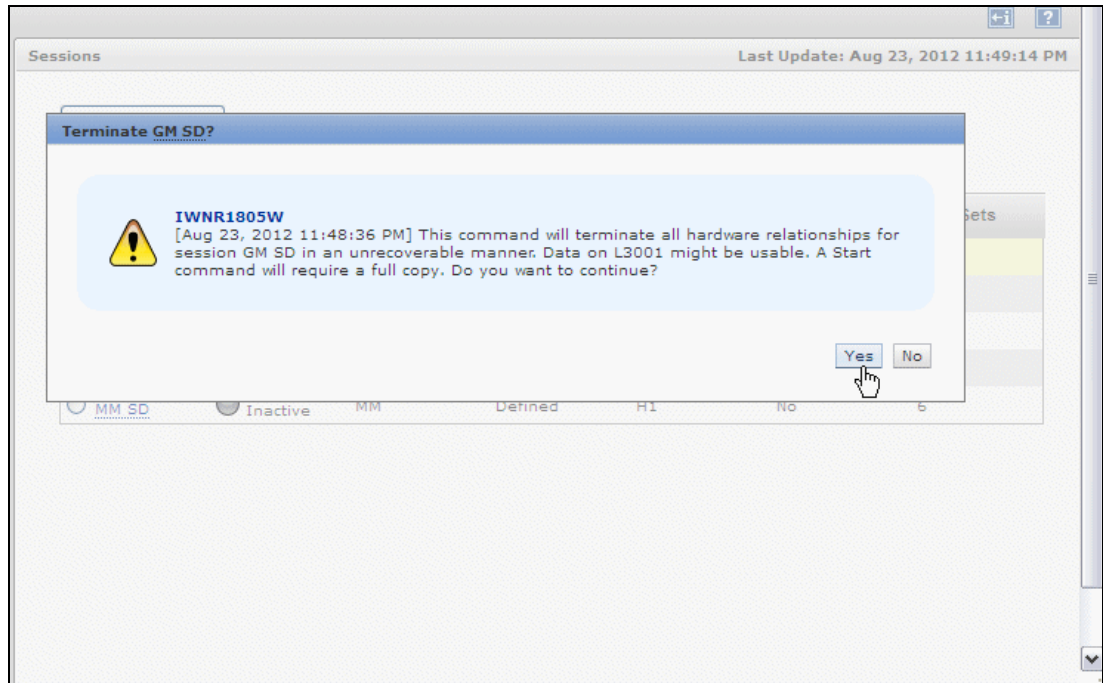 ?
Sessions Last Update: Aug 23, 2012 11:49:14 PM
Terminate GM SD?
Sets
IWNR1805W
[Aug 23, 2012 11:48:36 PM] This command will terminate all hardware relationships for
session GM SD in an unrecoverable manner. Data on L3001 might be usable. A Start
command will require a full copy. Do you want to continue?
Yes No
MM SD Inactive MM Defined H1 No 6